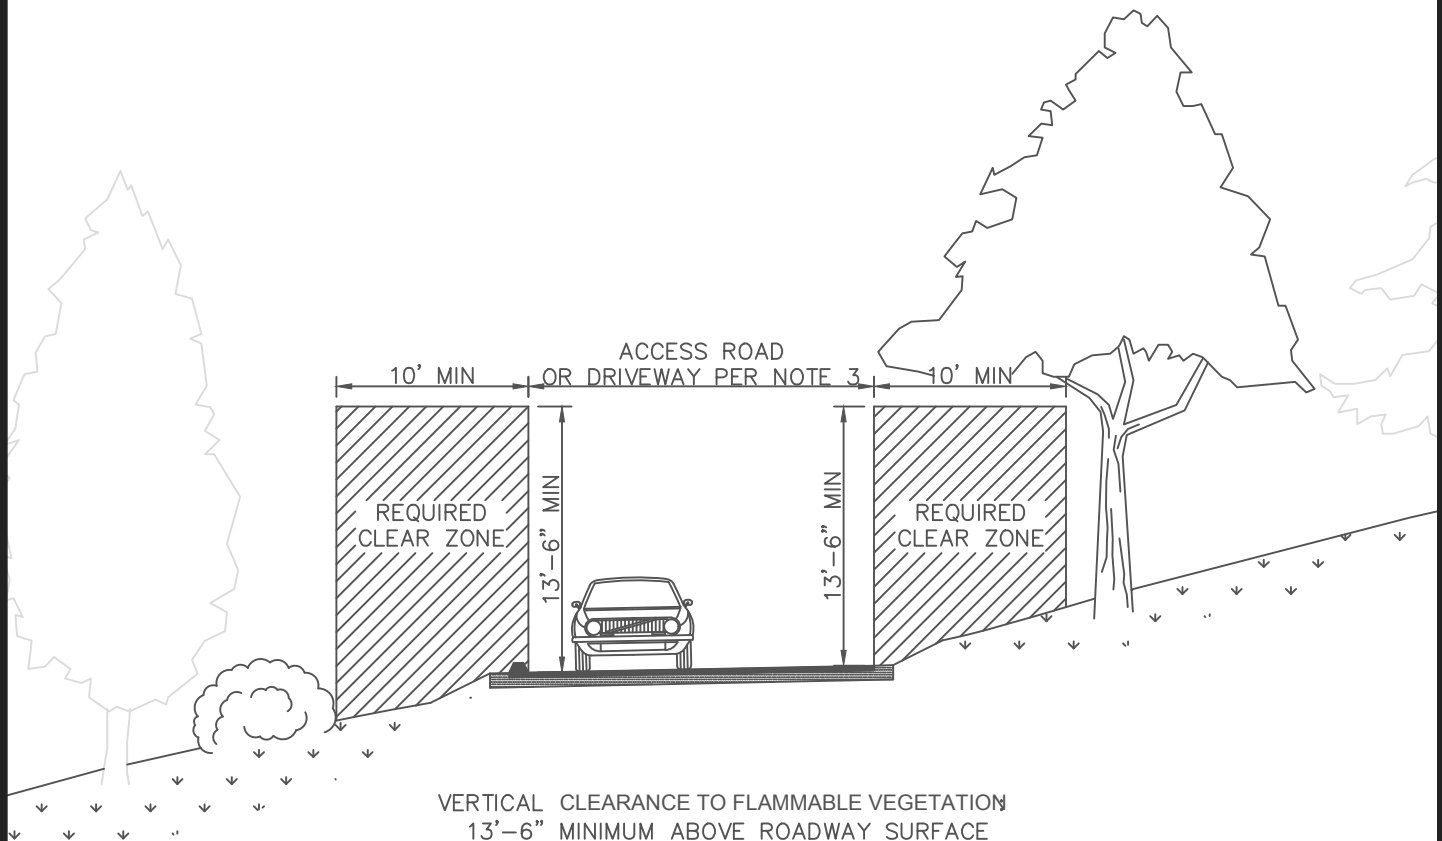 ACCESS ROAD
10' MIN
OR DRIVEWAY PER NOTE 3
10' MIN
13'-6" MIN
13'-6" MIN
REQUIRED
CLEAR ZONE
REQUIRED
CLEAR ZONE
VERTICAL CLEARANCE TO FLAMMABLE VEGETATION
13'-6" MINIMUM ABOVE ROADWAY SURFACE